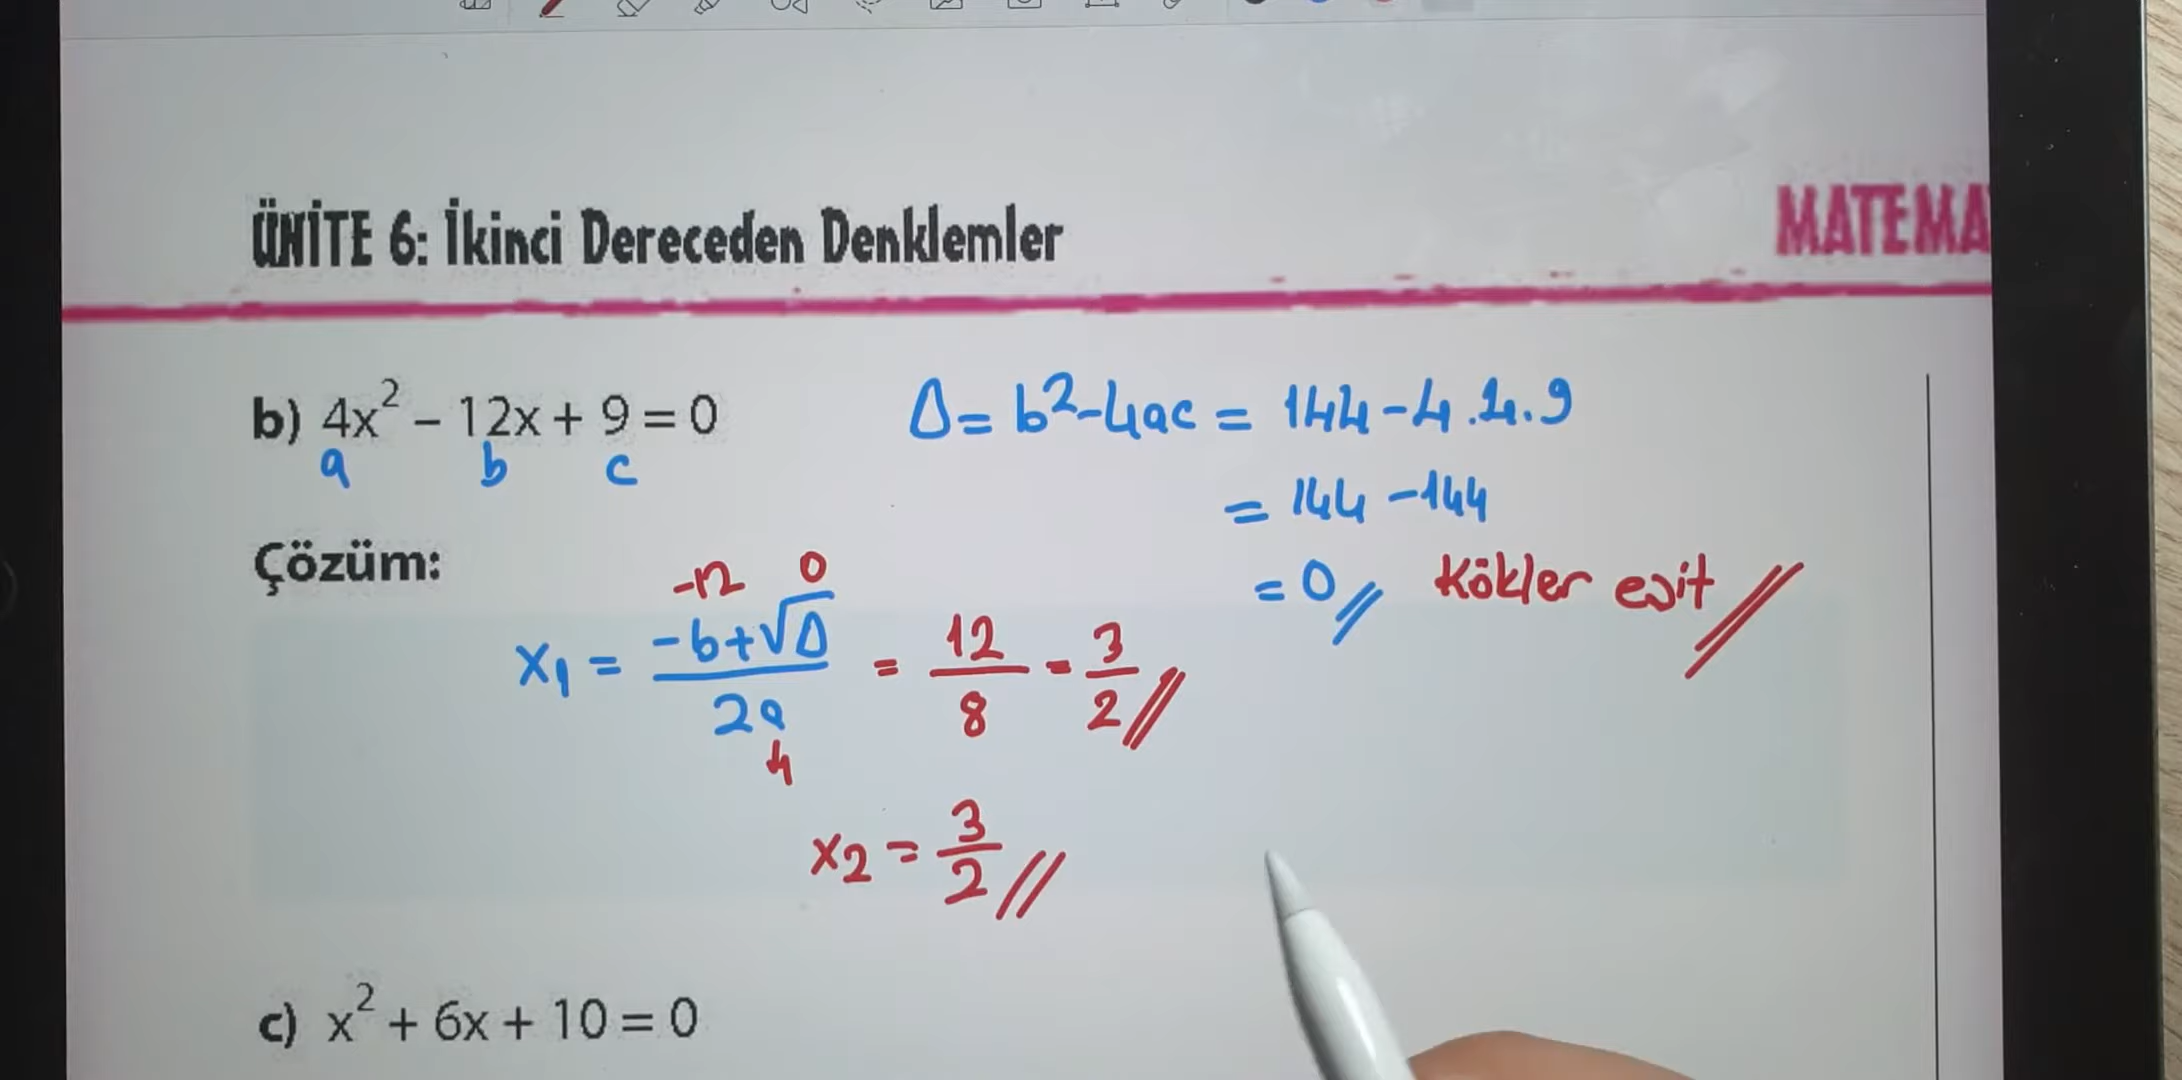 ÜNİTE 6: İkinci Dereceden Denklemler
MATEMA
b) 4x² – 12x + 9 = 0
a b c
Δ = b²-4ac = 144-4.4.9
= 144-144
= 0// Kökler eşit //
Çözüm:
-12 0
x₁ = -b+√Δ / 2a = 12/8 = 3/2 //
4
x₂ = 3/2 //
c) x² + 6x + 10 = 0